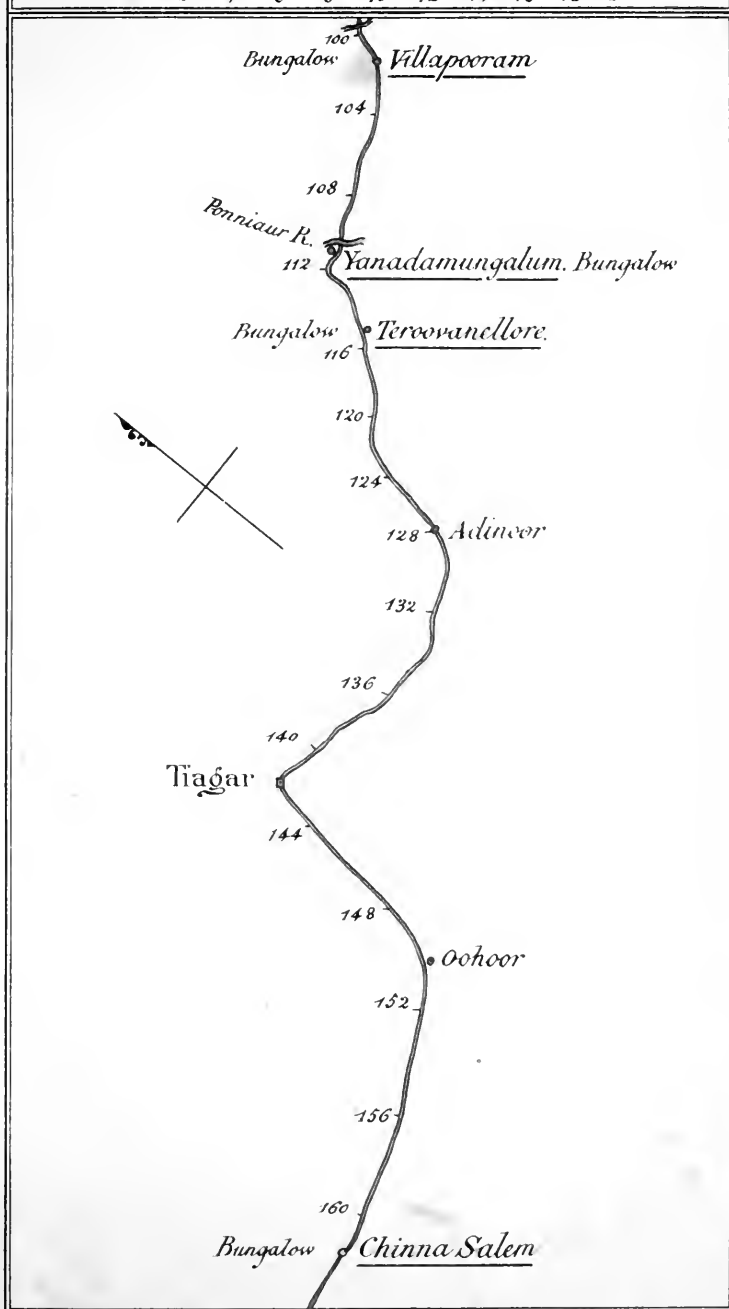 100
Bungalow Villapooram
104
108
Ponniaur R.
112 Yanadamungalum. Bungalow
Bungalow Teroovanellore.
116
120
124
128 Adinoor
132
136
140
Tiagar
144
148
Oohoor
152
156
160
Bungalow Chinna Salem